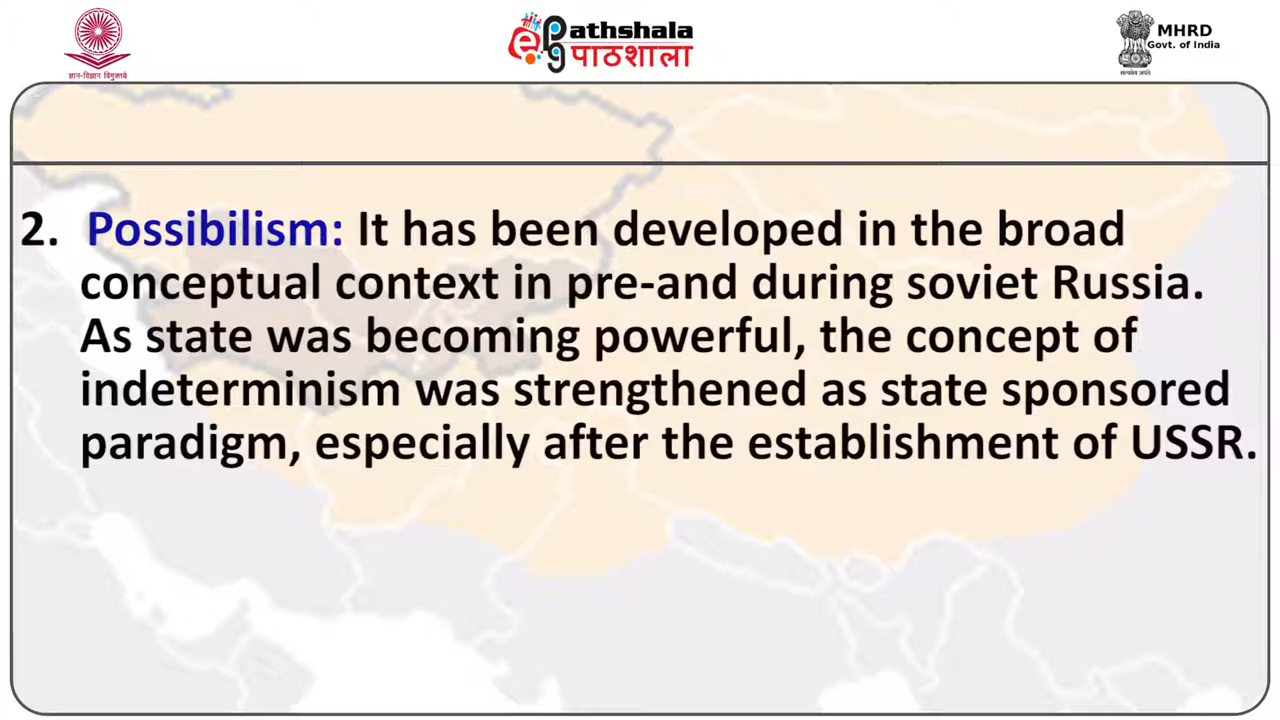 ज्ञान-विज्ञान विमुक्तये
epg Pathshala
पाठशाला
MHRD
Govt. of India
सत्यमेव जयते
2. Possibilism: It has been developed in the broad
conceptual context in pre-and during soviet Russia.
As state was becoming powerful, the concept of
indeterminism was strengthened as state sponsored
paradigm, especially after the establishment of USSR.